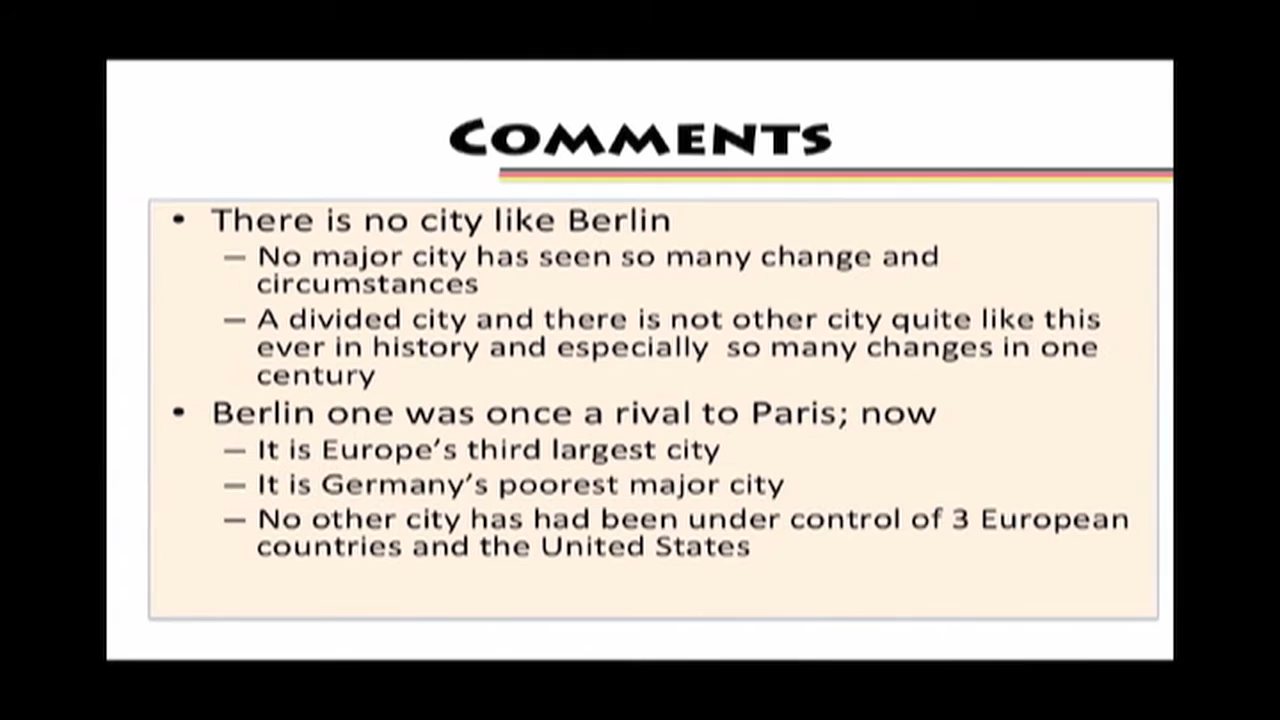 COMMENTS
• There is no city like Berlin
– No major city has seen so many change and
circumstances
– A divided city and there is not other city quite like this
ever in history and especially  so many changes in one
century
• Berlin one was once a rival to Paris; now
– It is Europe's third largest city
– It is Germany's poorest major city
– No other city has had been under control of 3 European
countries and the United States